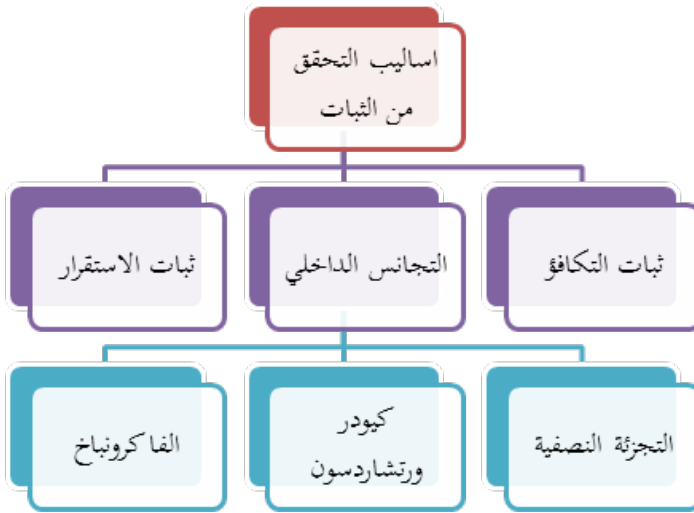 اساليب التحقق
من الثبات
ثبات التكافؤ
التجانس الداخلي
ثبات الاستقرار
التجزئة النصفية
كيودر
ورتشاردسون
الفا كرونباخ